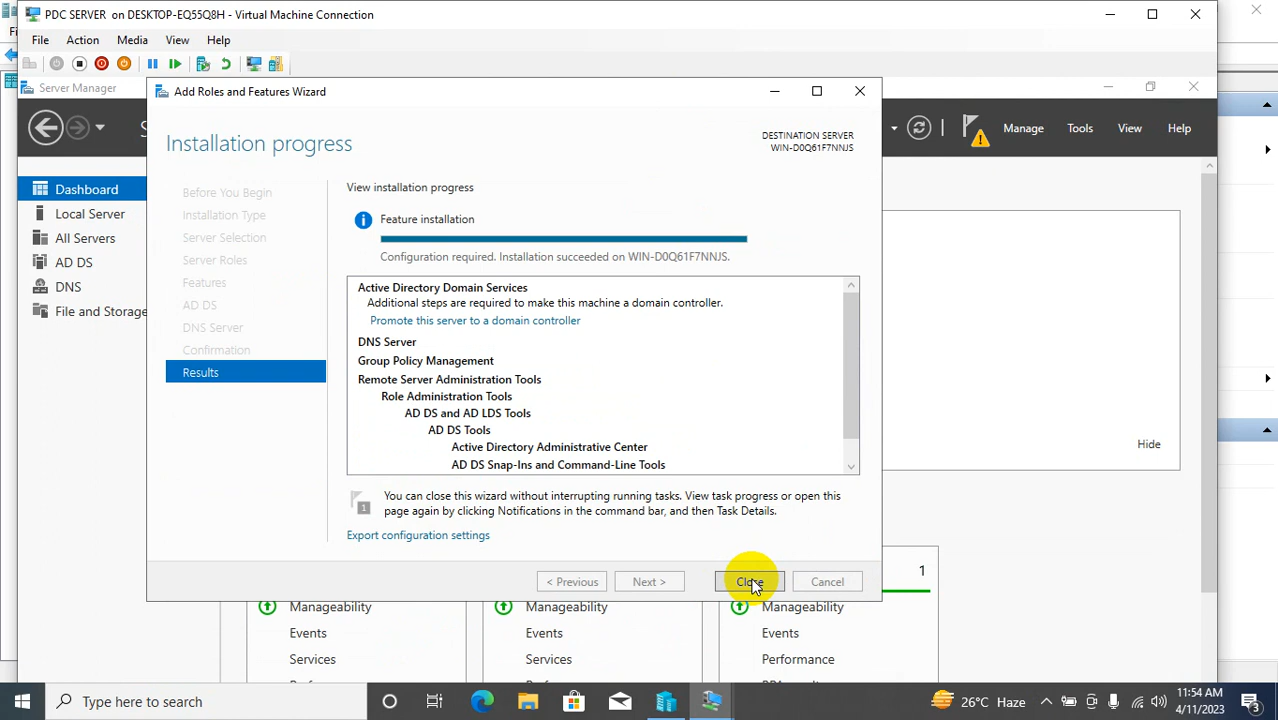 PDC SERVER on DESKTOP-EQ55Q8H - Virtual Machine Connection
File Action Media View Help
Server Manager
Add Roles and Features Wizard
Manage Tools View Help
Installation progress
DESTINATION SERVER
WIN-D0Q61F7NNJS
Dashboard
Local Server
All Servers
AD DS
DNS
File and Storage
Before You Begin
Installation Type
Server Selection
Server Roles
Features
AD DS
DNS Server
Confirmation
Results
View installation progress
Feature installation
Configuration required. Installation succeeded on WIN-D0Q61F7NNJS.
Active Directory Domain Services
Additional steps are required to make this machine a domain controller.
Promote this server to a domain controller
DNS Server
Group Policy Management
Remote Server Administration Tools
Role Administration Tools
AD DS and AD LDS Tools
AD DS Tools
Active Directory Administrative Center
AD DS Snap-Ins and Command-Line Tools
1
You can close this wizard without interrupting running tasks. View task progress or open this
page again by clicking Notifications in the command bar, and then Task Details.
Export configuration settings
< Previous Next > Close Cancel
Hide
1
Manageability Manageability Manageability
Events Events Events
Services Services Performance
Type here to search
26°C Haze
11:54 AM
4/11/2023
3